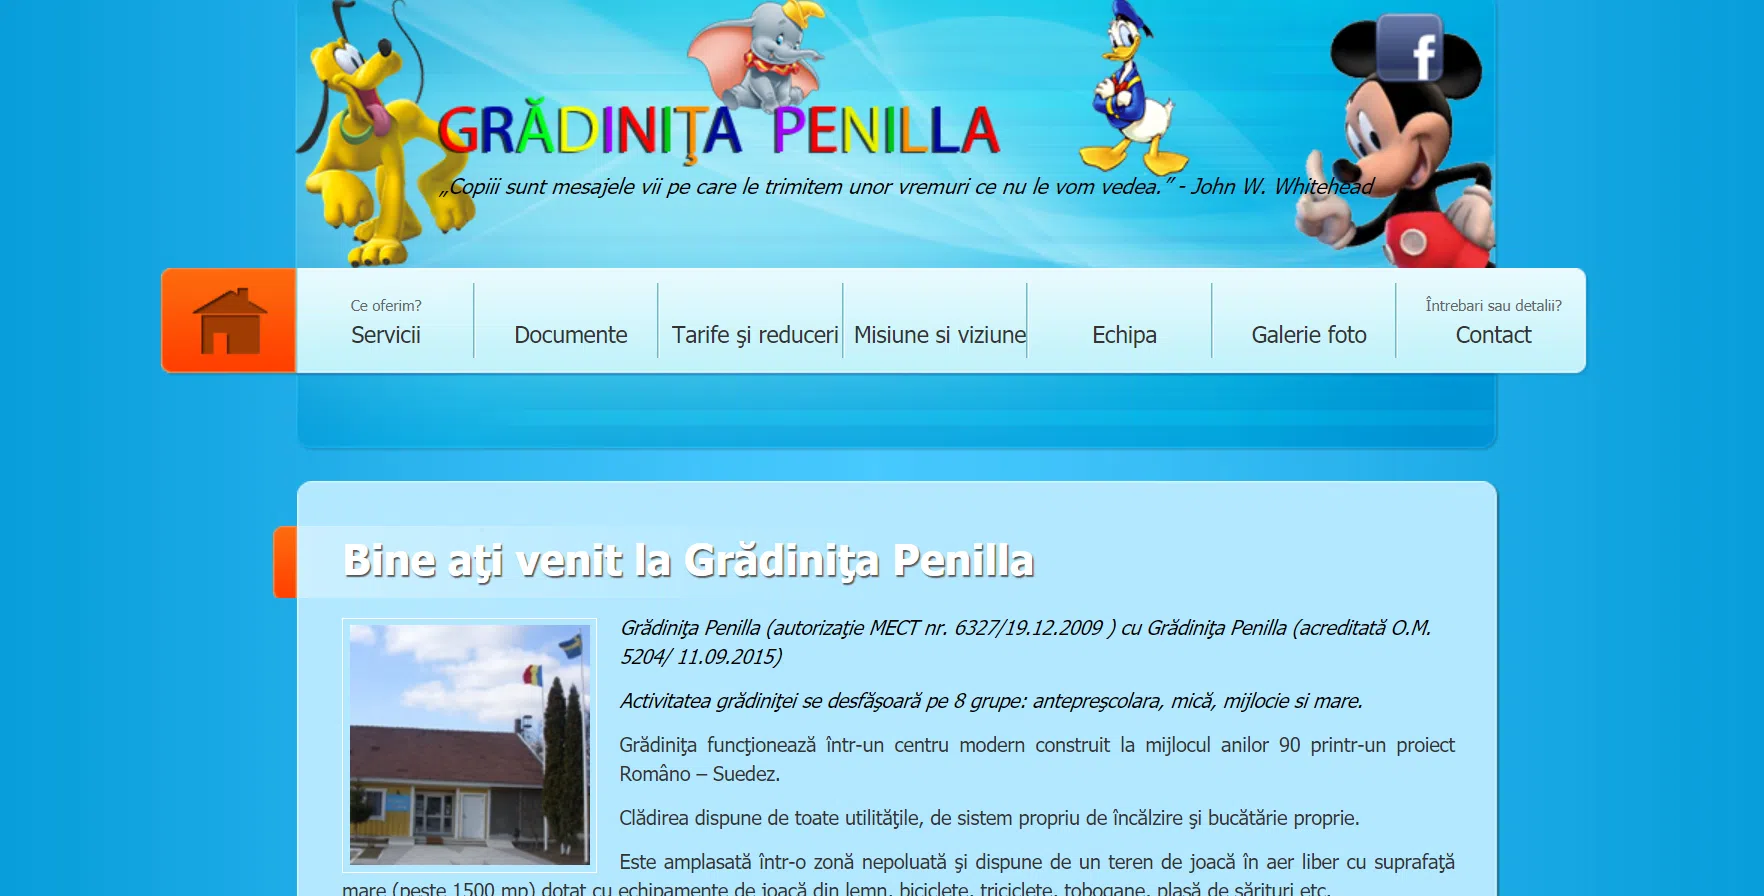 GRĂDINIŢA PENILLA
„Copiii sunt mesajele vii pe care le trimitem unor vremuri ce nu le vom vedea.” - John W. Whitehead
f
Ce oferim?
Servicii
Documente
Tarife şi reduceri
Misiune si viziune
Echipa
Galerie foto
Întrebari sau detalii?
Contact
Bine aţi venit la Grădiniţa Penilla
Grădiniţa Penilla (autorizaţie MECT nr. 6327/19.12.2009 ) cu Grădiniţa Penilla (acreditată O.M.
5204/ 11.09.2015)
Activitatea grădiniţei se desfăşoară pe 8 grupe: antepreşcolara, mică, mijlocie si mare.
Grădiniţa funcţionează într-un centru modern construit la mijlocul anilor 90 printr-un proiect
Româno – Suedez.
Clădirea dispune de toate utilităţile, de sistem propriu de încălzire şi bucătărie proprie.
Este amplasată într-o zonă nepoluată şi dispune de un teren de joacă în aer liber cu suprafaţă
mare (peste 1500 mp) dotat cu echipamente de joacă din lemn, biciclete, triciclete, tobogane, plasă de sărituri etc.